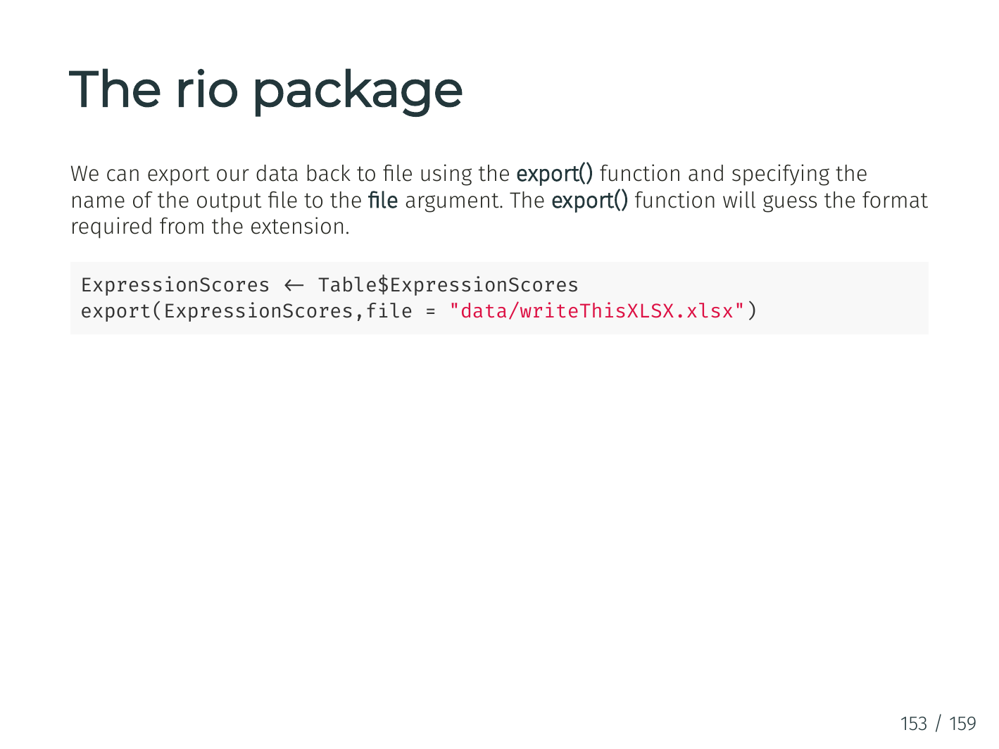 The rio package
We can export our data back to file using the export() function and specifying the
name of the output file to the file argument. The export() function will guess the format
required from the extension.
ExpressionScores <- Table$ExpressionScores
export(ExpressionScores,file = "data/writeThisXLSX.xlsx")
153 / 159